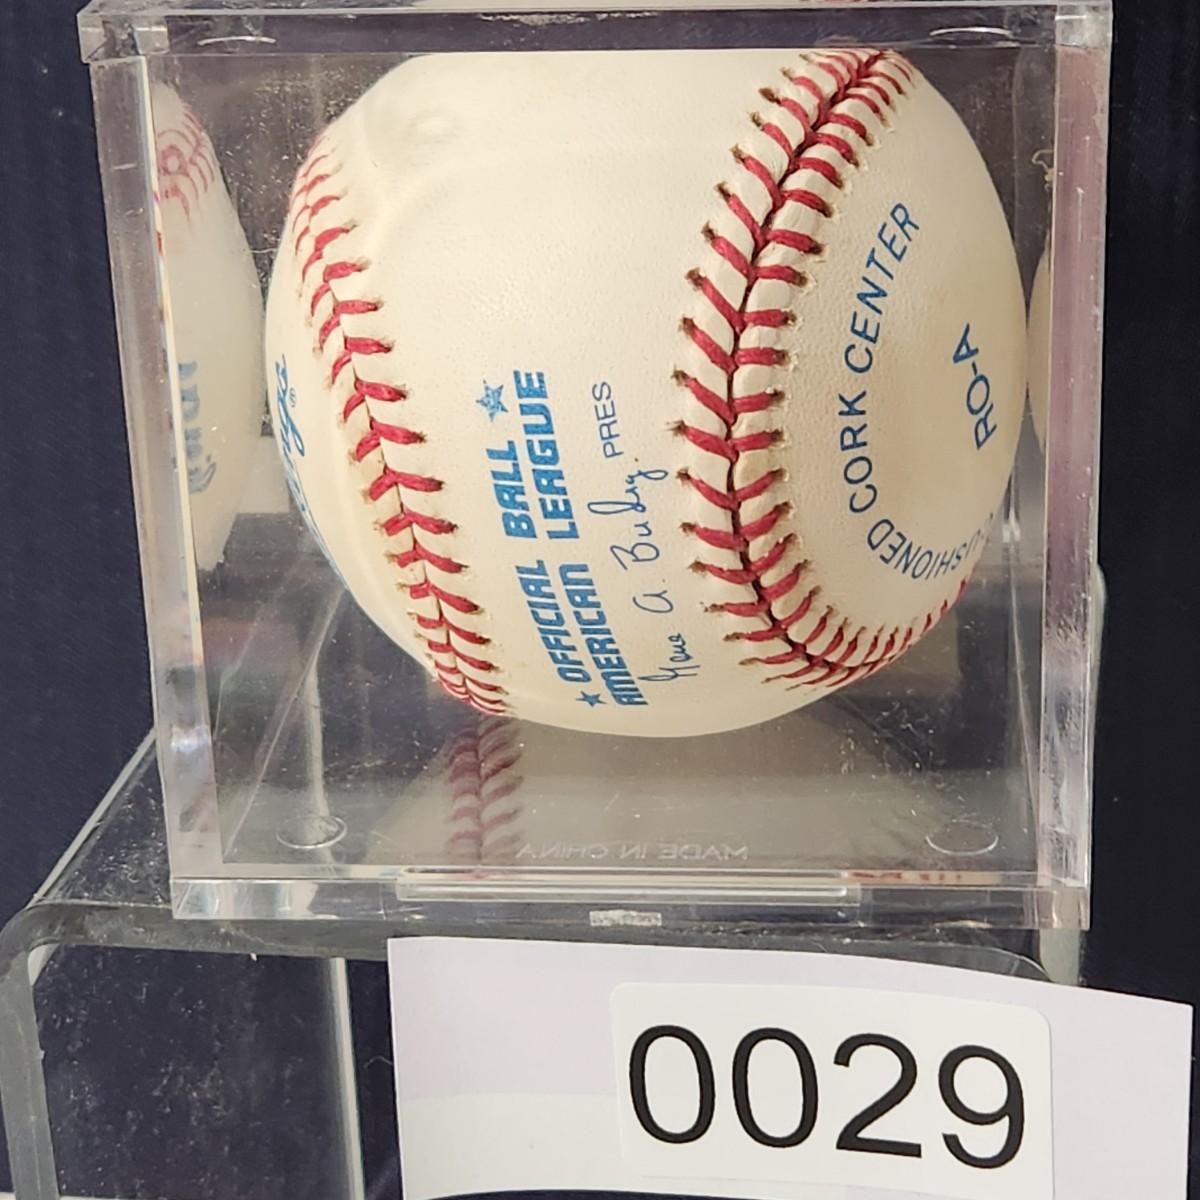 OFFICIAL BALL
AMERICAN LEAGUE
Gene A. Budig PRES
CUSHIONED CORK CENTER
RO-A
MADE IN CHINA
0029